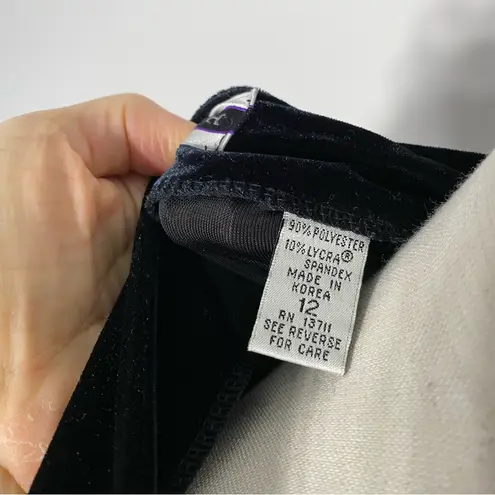 90% POLYESTER
10% LYCRA®
SPANDEX
MADE IN
KOREA
12
RN 13711
SEE REVERSE
FOR CARE